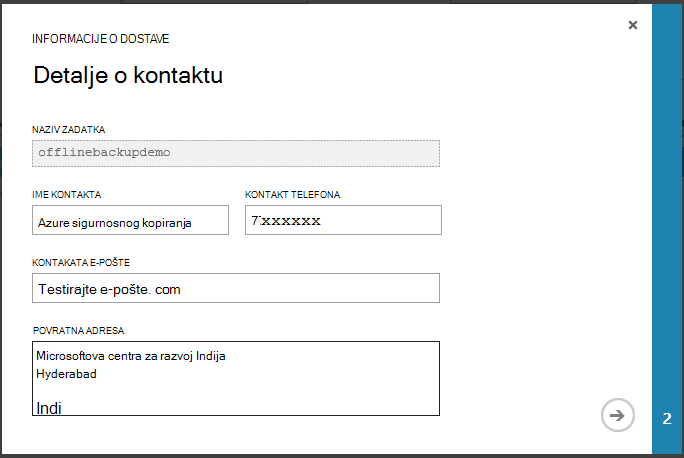 INFORMACIJE O DOSTAVE
Detalje o kontaktu
NAZIV ZADATKA
offlinebackupdemo
IME KONTAKTA
KONTAKT TELEFONA
Azure sigurnosnog kopiranja
7:xxxxxx
KONTAKATA E-POŠTE
Testirajte e-pošte. com
POVRATNA ADRESA
Microsoftova centra za razvoj Indija
Hyderabad
Indi
2